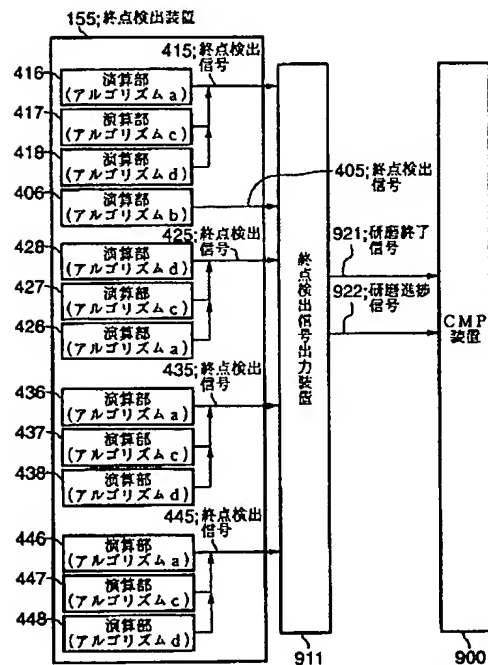 155;終点検出装置
415;終点検出
信号
416
演算部
(アルゴリズムa)
417
演算部
(アルゴリズムc)
418
演算部
(アルゴリズムd)
406
演算部
(アルゴリズムb)
405;終点検出
信号
425;終点検出
信号
428
演算部
(アルゴリズムd)
427
演算部
(アルゴリズムc)
426
演算部
(アルゴリズムa)
435;終点検出
信号
436
演算部
(アルゴリズムa)
437
演算部
(アルゴリズムc)
438
演算部
(アルゴリズムd)
445;終点検出
信号
446
演算部
(アルゴリズムa)
447
演算部
(アルゴリズムc)
448
演算部
(アルゴリズムd)
終点検出信号出力装置
911
921;研磨終了
信号
922;研磨進捗
信号
CMP
装置
900